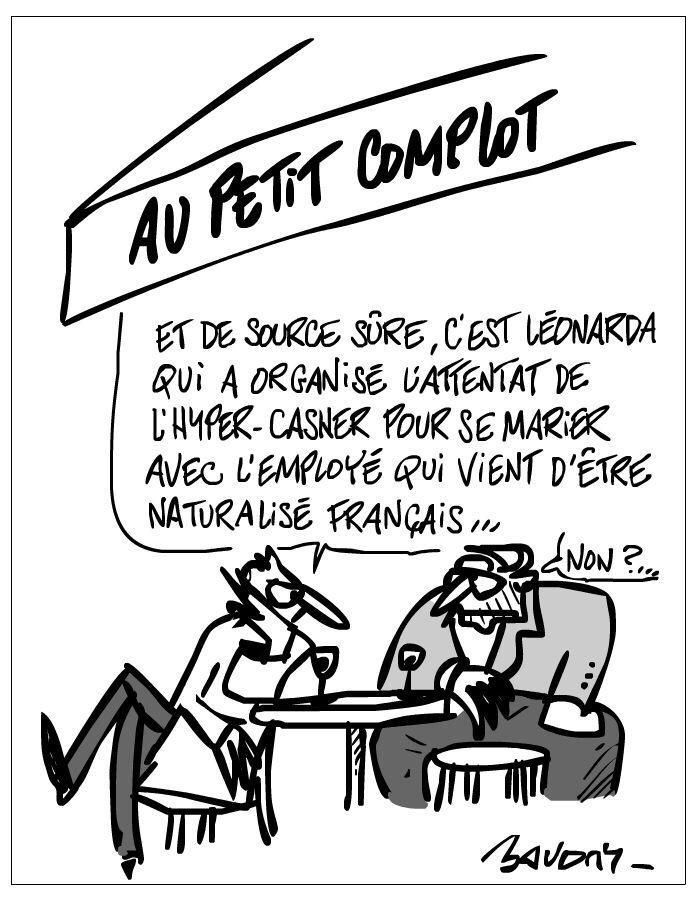 AU PETIT COMPLOT
ET DE SOURCE SÛRE, C'EST LÉONARDA
QUI A ORGANISÉ L'ATTENTAT DE
L'HYPER-CASHER POUR SE MARIER
AVEC L'EMPLOYÉ QUI VIENT D'ÊTRE
NATURALISÉ FRANÇAIS...
NON ?...